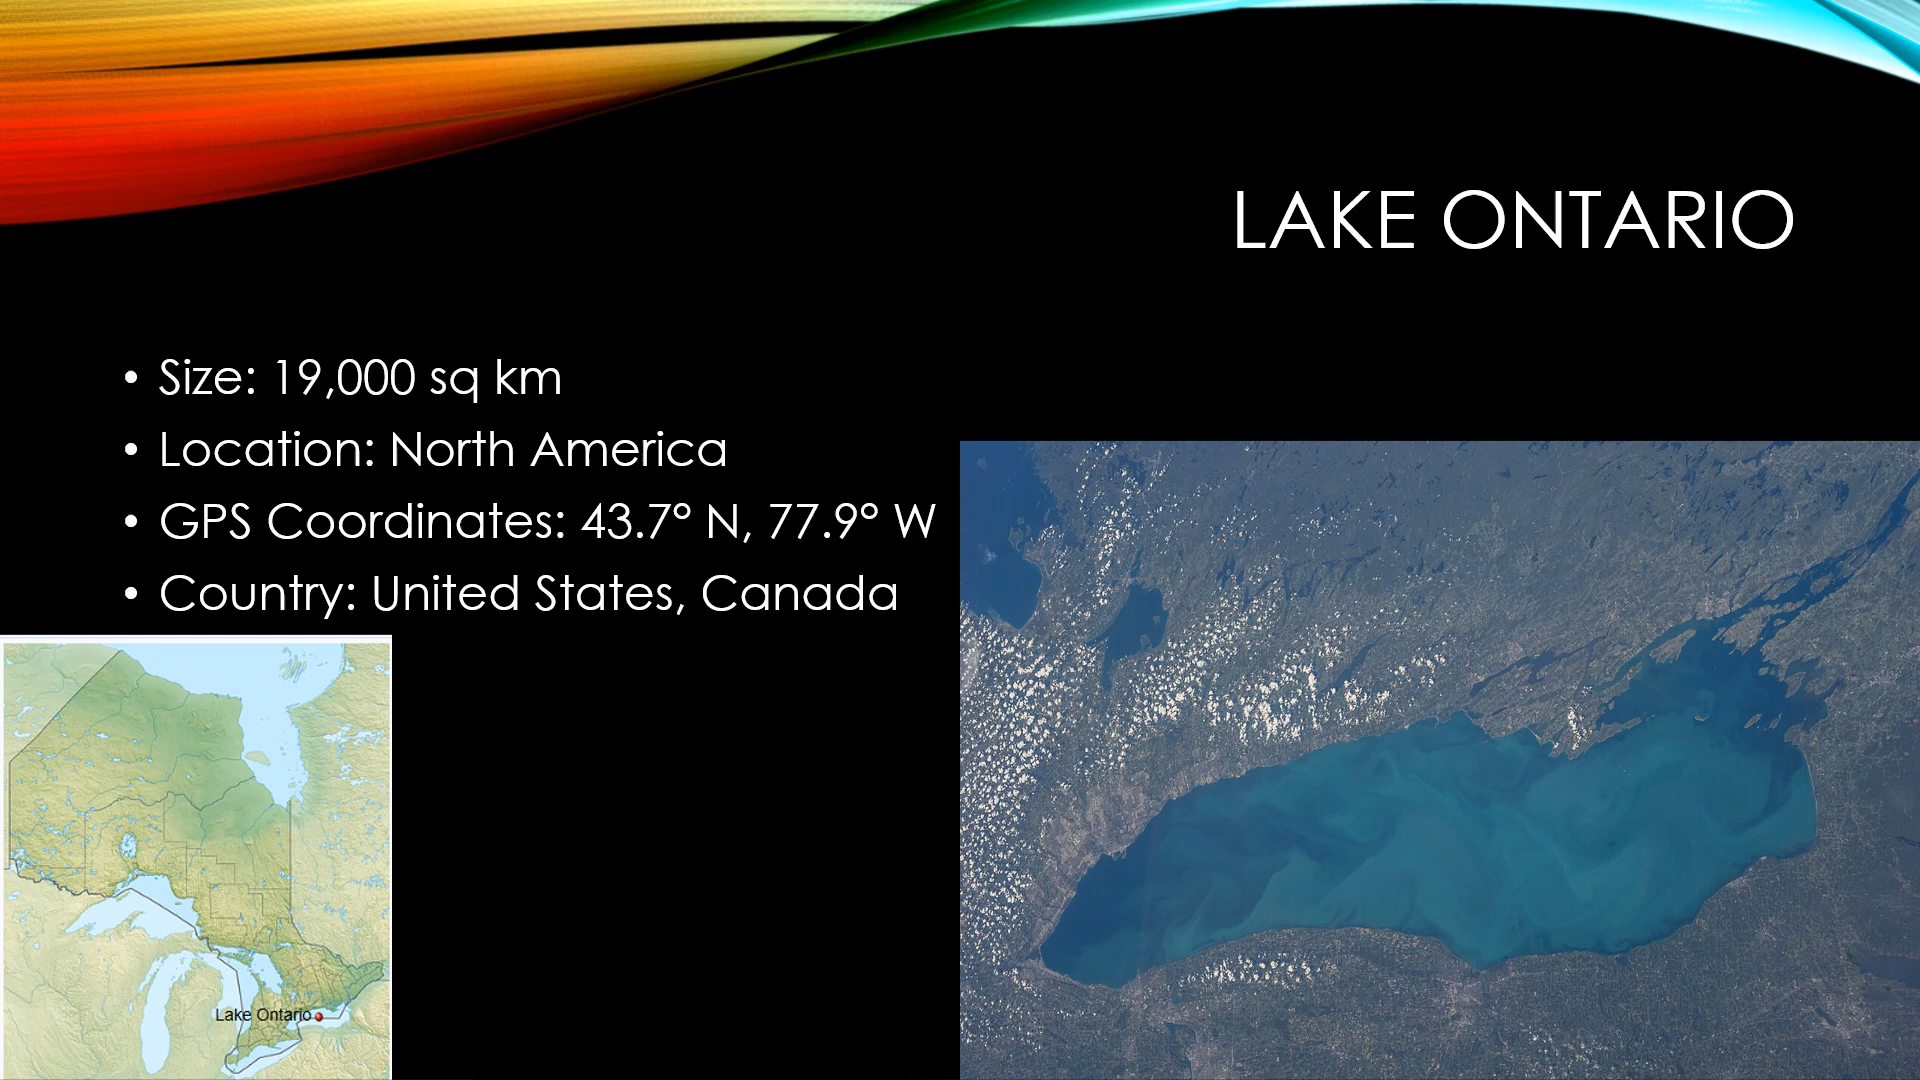 LAKE ONTARIO
• Size: 19,000 sq km
• Location: North America
• GPS Coordinates: 43.7° N, 77.9° W
• Country: United States, Canada
Lake Ontario